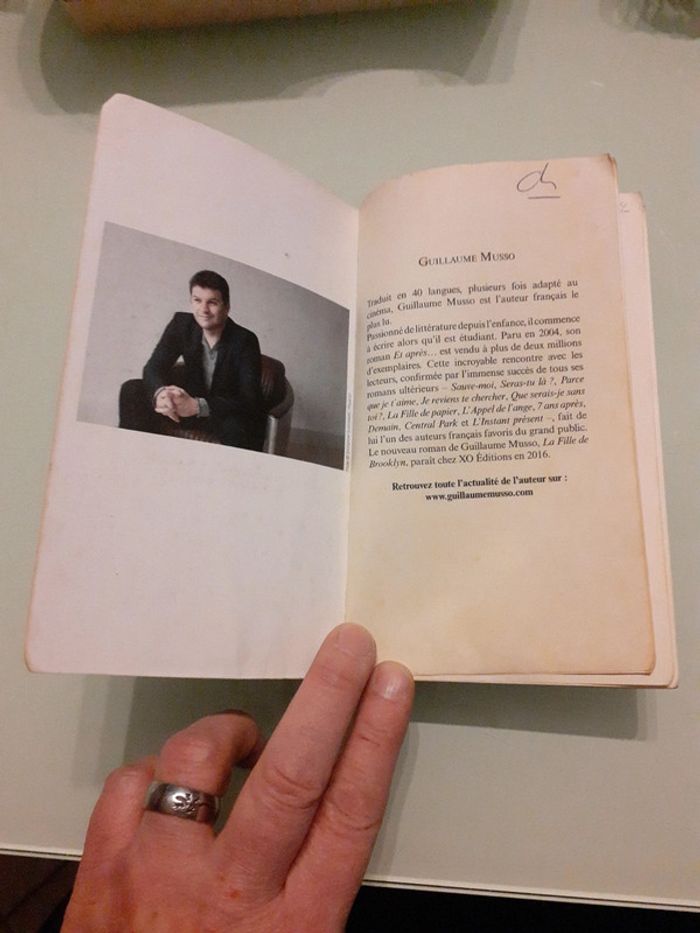 GUILLAUME MUSSO
Traduit en 40 langues, plusieurs fois adapté au
cinéma, Guillaume Musso est l'auteur français le
plus lu.
Passionné de littérature depuis l'enfance, il commence
à écrire alors qu'il est étudiant. Paru en 2004, son
roman Et après... est vendu à plus de deux millions
d'exemplaires. Cette incroyable rencontre avec les
lecteurs, confirmée par l'immense succès de tous ses
romans ultérieurs – Sauve-moi, Seras-tu là ?, Parce
que je t'aime, Je reviens te chercher, Que serais-je sans
toi ?, La Fille de papier, L'Appel de l'ange, 7 ans après,
Demain, Central Park et L'Instant présent –, fait de
lui l'un des auteurs français favoris du grand public.
Le nouveau roman de Guillaume Musso, La Fille de
Brooklyn, paraît chez XO Éditions en 2016.
Retrouvez toute l'actualité de l'auteur sur :
www.guillaumemusso.com